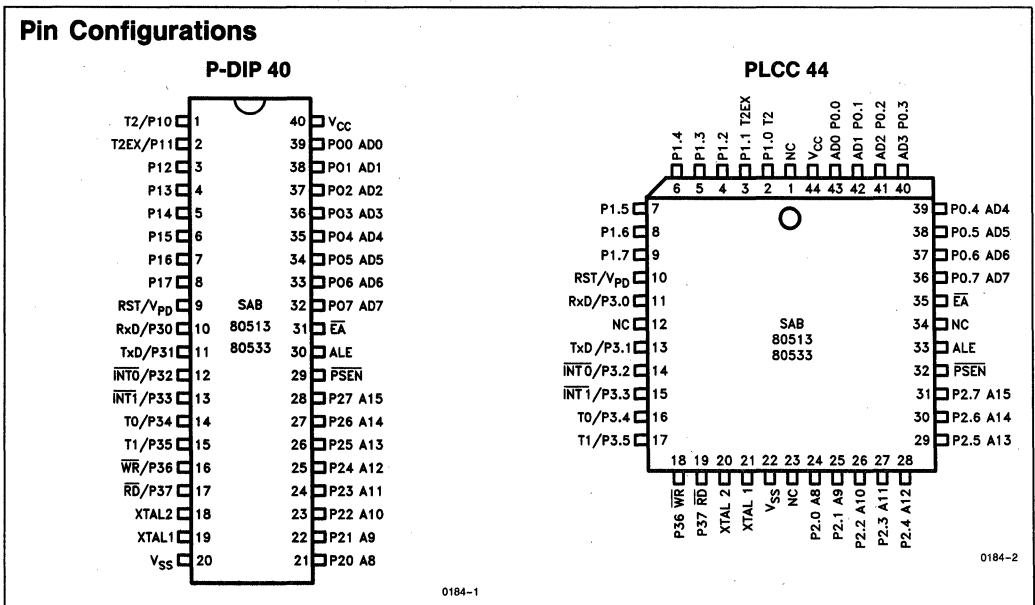 Pin Configurations
P-DIP 40
T2/P10 1 40 VCC
T2EX/P11 2 39 P00 AD0
P12 3 38 P01 AD1
P13 4 37 P02 AD2
P14 5 36 P03 AD3
P15 6 35 P04 AD4
P16 7 34 P05 AD5
P17 8 33 P06 AD6
RST/VPD 9 SAB 32 P07 AD7
RxD/P30 10 80513 31 E̅A̅
TxD/P31 11 80533 30 ALE
I̅N̅T̅0̅/P32 12 29 P̅S̅E̅N̅
I̅N̅T̅1̅/P33 13 28 P27 A15
T0/P34 14 27 P26 A14
T1/P35 15 26 P25 A13
W̅R̅/P36 16 25 P24 A12
R̅D̅/P37 17 24 P23 A11
XTAL2 18 23 P22 A10
XTAL1 19 22 P21 A9
VSS 20 21 P20 A8
0184-1
PLCC 44
P1.4 P1.3 P1.2 P1.1 T2EX P1.0 T2 NC VCC AD0 P0.0 AD1 P0.1 AD2 P0.2 AD3 P0.3
6 5 4 3 2 1 44 43 42 41 40
P1.5 7 39 P0.4 AD4
P1.6 8 38 P0.5 AD5
P1.7 9 37 P0.6 AD6
RST/VPD 10 36 P0.7 AD7
RxD/P3.0 11 35 E̅A̅
NC 12 SAB 34 NC
TxD/P3.1 13 80513 33 ALE
I̅N̅T̅0̅/P3.2 14 80533 32 P̅S̅E̅N̅
I̅N̅T̅1̅/P3.3 15 31 P2.7 A15
T0/P3.4 16 30 P2.6 A14
T1/P3.5 17 29 P2.5 A13
18 19 20 21 22 23 24 25 26 27 28
P36 W̅R̅ P37 R̅D̅ XTAL 2 XTAL 1 VSS NC P2.0 A8 P2.1 A9 P2.2 A10 P2.3 A11 P2.4 A12
0184-2